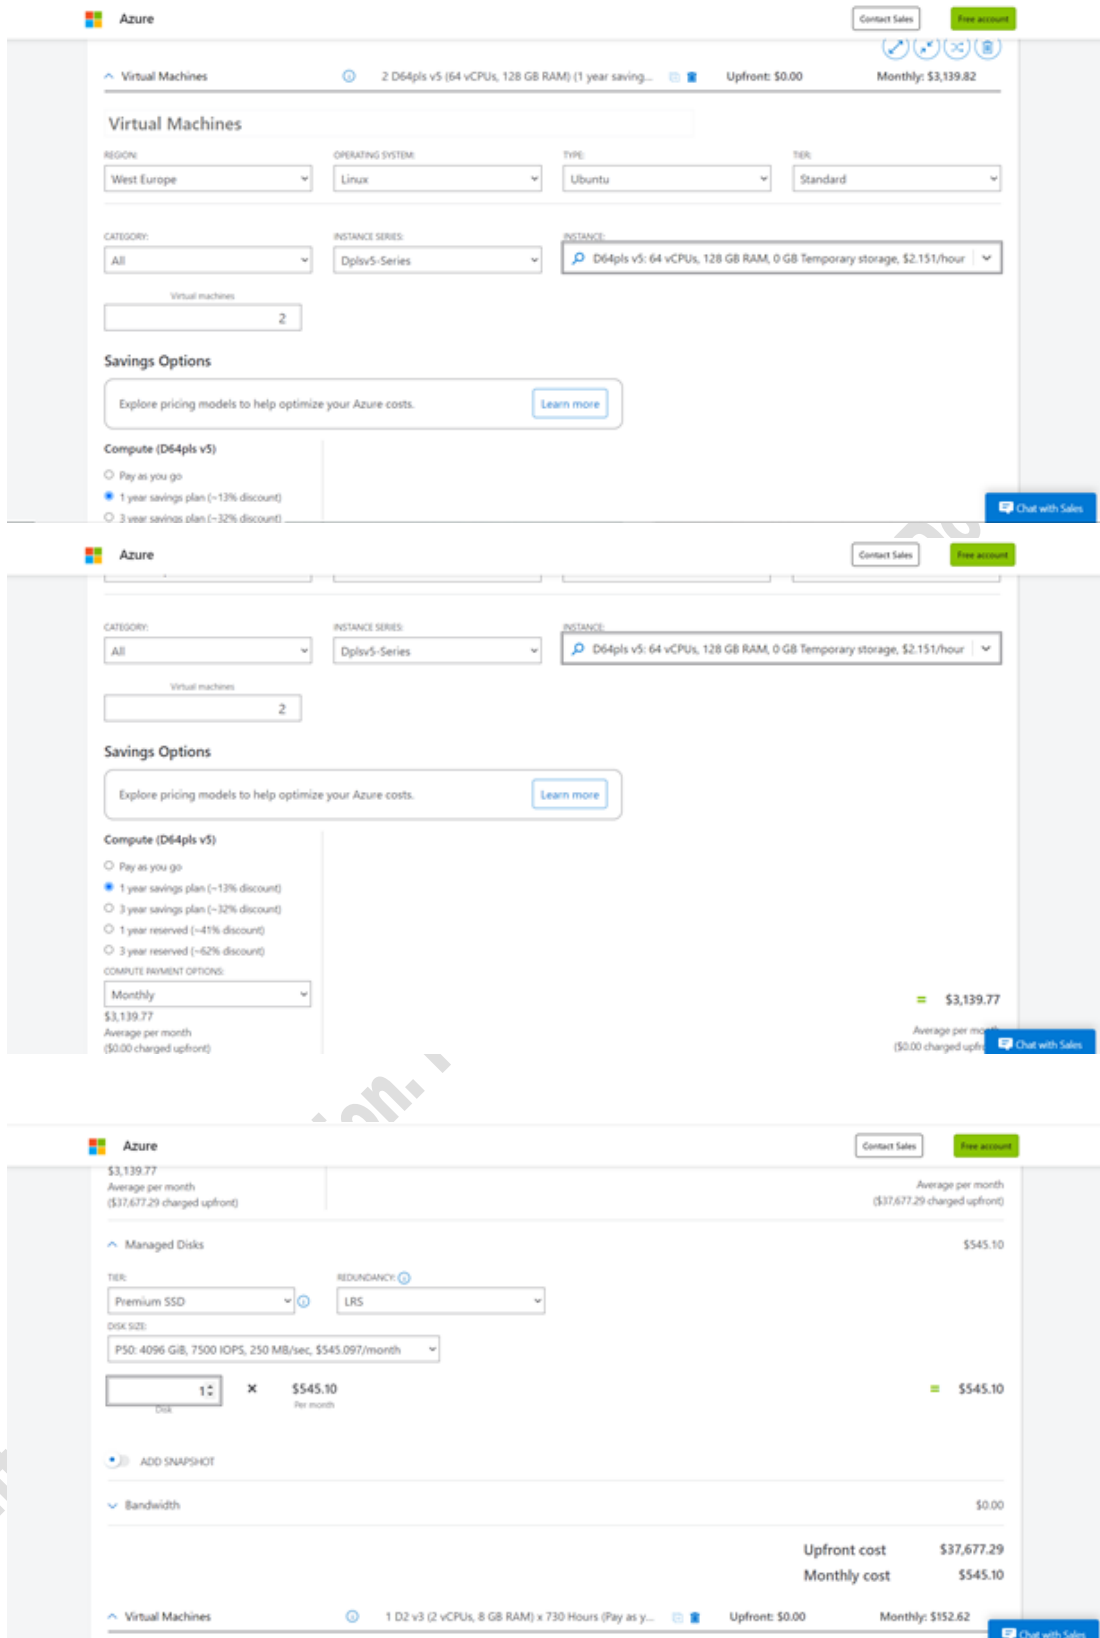 Azure
Contact Sales
Free account
Virtual Machines
2 D64pls v5 (64 vCPUs, 128 GB RAM) (1 year saving...
Upfront: $0.00
Monthly: $3,139.82
Virtual Machines
REGION:
OPERATING SYSTEM:
TYPE:
TIER:
West Europe
Linux
Ubuntu
Standard
CATEGORY:
INSTANCE SERIES:
INSTANCE:
All
Dplsv5-Series
D64pls v5: 64 vCPUs, 128 GB RAM, 0 GB Temporary storage, $2.151/hour
Virtual machines
2
Savings Options
Explore pricing models to help optimize your Azure costs.
Learn more
Compute (D64pls v5)
Pay as you go
1 year savings plan (~13% discount)
3 year savings plan (~32% discount)
Chat with Sales
Azure
Contact Sales
Free account
CATEGORY:
INSTANCE SERIES:
INSTANCE:
All
Dplsv5-Series
D64pls v5: 64 vCPUs, 128 GB RAM, 0 GB Temporary storage, $2.151/hour
Virtual machines
2
Savings Options
Explore pricing models to help optimize your Azure costs.
Learn more
Compute (D64pls v5)
Pay as you go
1 year savings plan (~13% discount)
3 year savings plan (~32% discount)
1 year reserved (~41% discount)
3 year reserved (~62% discount)
COMPUTE PAYMENT OPTIONS:
Monthly
= $3,139.77
$3,139.77
Average per month
($0.00 charged upfront)
Average per
($0.00 charged
Chat with Sales
Azure
Contact Sales
Free account
$3,139.77
Average per month
($37,677.29 charged upfront)
Average per month
($37,677.29 charged upfront)
Managed Disks
$545.10
TIER:
REDUNDANCY:
Premium SSD
LRS
DISK SIZE:
P50: 4096 GiB, 7500 IOPS, 250 MB/sec, $545.097/month
1
×
$545.10
= $545.10
Disk
Per month
ADD SNAPSHOT
Bandwidth
$0.00
Upfront cost
$37,677.29
Monthly cost
$545.10
Virtual Machines
1 D2 v3 (2 vCPUs, 8 GB RAM) x 730 Hours (Pay as y...
Upfront: $0.00
Monthly: $152.62
Chat with Sales